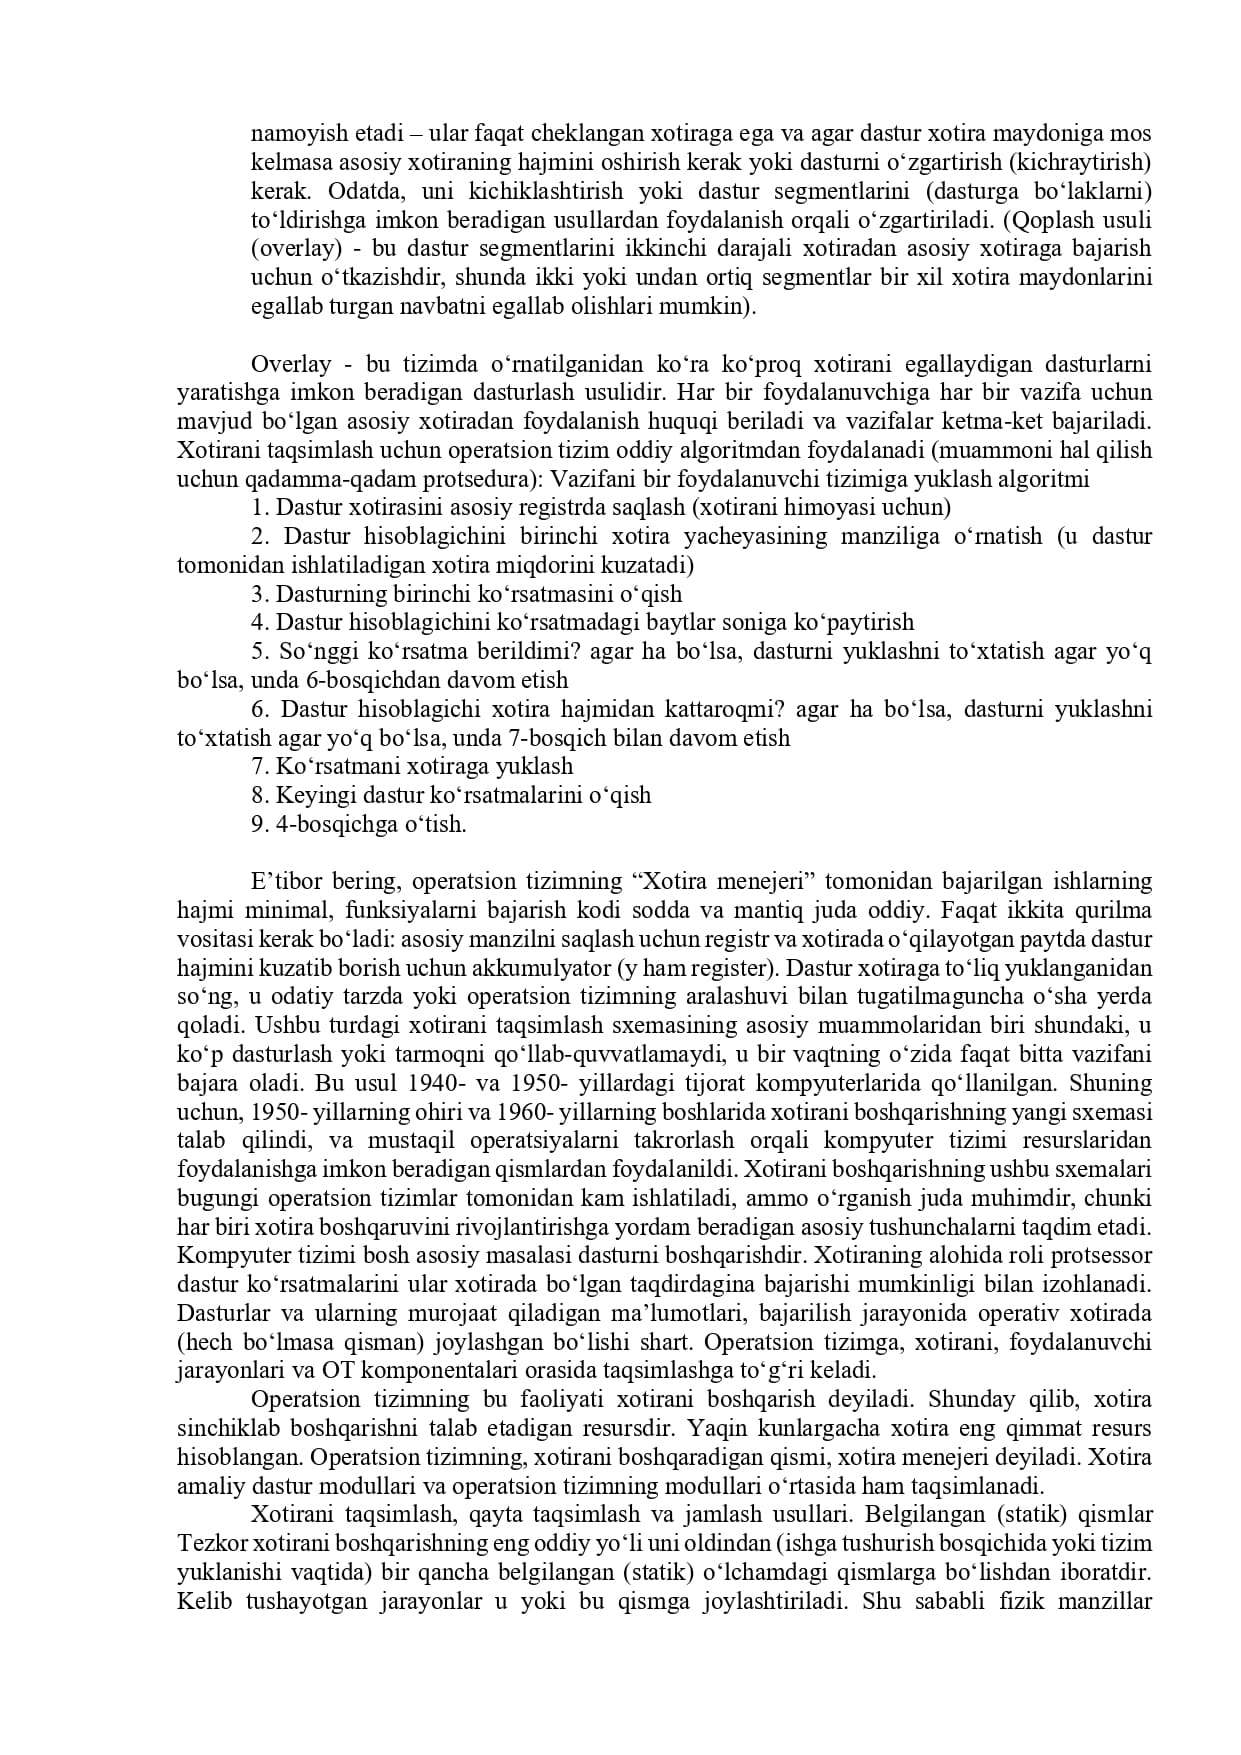 namoyish etadi – ular faqat cheklangan xotiraga ega va agar dastur xotira maydoniga mos
kelmasa asosiy xotiraning hajmini oshirish kerak yoki dasturni o‘zgartirish (kichraytirish)
kerak. Odatda, uni kichiklashtirish yoki dastur segmentlarini (dasturga bo‘laklarni)
to‘ldirishga imkon beradigan usullardan foydalanish orqali o‘zgartiriladi. (Qoplash usuli
(overlay) - bu dastur segmentlarini ikkinchi darajali xotiradan asosiy xotiraga bajarish
uchun o‘tkazishdir, shunda ikki yoki undan ortiq segmentlar bir xil xotira maydonlarini
egallab turgan navbatni egallab olishlari mumkin).
Overlay - bu tizimda o‘rnatilganidan ko‘ra ko‘proq xotirani egallaydigan dasturlarni
yaratishga imkon beradigan dasturlash usulidir. Har bir foydalanuvchiga har bir vazifa uchun
mavjud bo‘lgan asosiy xotiradan foydalanish huquqi beriladi va vazifalar ketma-ket bajariladi.
Xotirani taqsimlash uchun operatsion tizim oddiy algoritmdan foydalanadi (muammoni hal qilish
uchun qadamma-qadam protsedura): Vazifani bir foydalanuvchi tizimiga yuklash algoritmi
1. Dastur xotirasini asosiy registrda saqlash (xotirani himoyasi uchun)
2. Dastur hisoblagichini birinchi xotira yacheyasining manziliga o‘rnatish (u dastur
tomonidan ishlatiladigan xotira miqdorini kuzatadi)
3. Dasturning birinchi ko‘rsatmasini o‘qish
4. Dastur hisoblagichini ko‘rsatmadagi baytlar soniga ko‘paytirish
5. So‘nggi ko‘rsatma berildimi? agar ha bo‘lsa, dasturni yuklashni to‘xtatish agar yo‘q
bo‘lsa, unda 6-bosqichdan davom etish
6. Dastur hisoblagichi xotira hajmidan kattaroqmi? agar ha bo‘lsa, dasturni yuklashni
to‘xtatish agar yo‘q bo‘lsa, unda 7-bosqich bilan davom etish
7. Ko‘rsatmani xotiraga yuklash
8. Keyingi dastur ko‘rsatmalarini o‘qish
9. 4-bosqichga o‘tish.
E’tibor bering, operatsion tizimning “Xotira menejeri” tomonidan bajarilgan ishlarning
hajmi minimal, funksiyalarni bajarish kodi sodda va mantiq juda oddiy. Faqat ikkita qurilma
vositasi kerak bo‘ladi: asosiy manzilni saqlash uchun registr va xotirada o‘qilayotgan paytda dastur
hajmini kuzatib borish uchun akkumulyator (y ham register). Dastur xotiraga to‘liq yuklanganidan
so‘ng, u odatiy tarzda yoki operatsion tizimning aralashuvi bilan tugatilmaguncha o‘sha yerda
qoladi. Ushbu turdagi xotirani taqsimlash sxemasining asosiy muammolaridan biri shundaki, u
ko‘p dasturlash yoki tarmoqni qo‘llab-quvvatlamaydi, u bir vaqtning o‘zida faqat bitta vazifani
bajara oladi. Bu usul 1940- va 1950- yillardagi tijorat kompyuterlarida qo‘llanilgan. Shuning
uchun, 1950- yillarning ohiri va 1960- yillarning boshlarida xotirani boshqarishning yangi sxemasi
talab qilindi, va mustaqil operatsiyalarni takrorlash orqali kompyuter tizimi resurslaridan
foydalanishga imkon beradigan qismlardan foydalanildi. Xotirani boshqarishning ushbu sxemalari
bugungi operatsion tizimlar tomonidan kam ishlatiladi, ammo o‘rganish juda muhimdir, chunki
har biri xotira boshqaruvini rivojlantirishga yordam beradigan asosiy tushunchalarni taqdim etadi.
Kompyuter tizimi bosh asosiy masalasi dasturni boshqarishdir. Xotiraning alohida roli protsessor
dastur ko‘rsatmalarini ular xotirada bo‘lgan taqdirdagina bajarishi mumkinligi bilan izohlanadi.
Dasturlar va ularning murojaat qiladigan ma’lumotlari, bajarilish jarayonida operativ xotirada
(hech bo‘lmasa qisman) joylashgan bo‘lishi shart. Operatsion tizimga, xotirani, foydalanuvchi
jarayonlari va OT komponentalari orasida taqsimlashga to‘g‘ri keladi.
Operatsion tizimning bu faoliyati xotirani boshqarish deyiladi. Shunday qilib, xotira
sinchiklab boshqarishni talab etadigan resursdir. Yaqin kunlargacha xotira eng qimmat resurs
hisoblangan. Operatsion tizimning, xotirani boshqaradigan qismi, xotira menejeri deyiladi. Xotira
amaliy dastur modullari va operatsion tizimning modullari o‘rtasida ham taqsimlanadi.
Xotirani taqsimlash, qayta taqsimlash va jamlash usullari. Belgilangan (statik) qismlar
Tezkor xotirani boshqarishning eng oddiy yo‘li uni oldindan (ishga tushurish bosqichida yoki tizim
yuklanishi vaqtida) bir qancha belgilangan (statik) o‘lchamdagi qismlarga bo‘lishdan iboratdir.
Kelib tushayotgan jarayonlar u yoki bu qismga joylashtiriladi. Shu sababli fizik manzillar